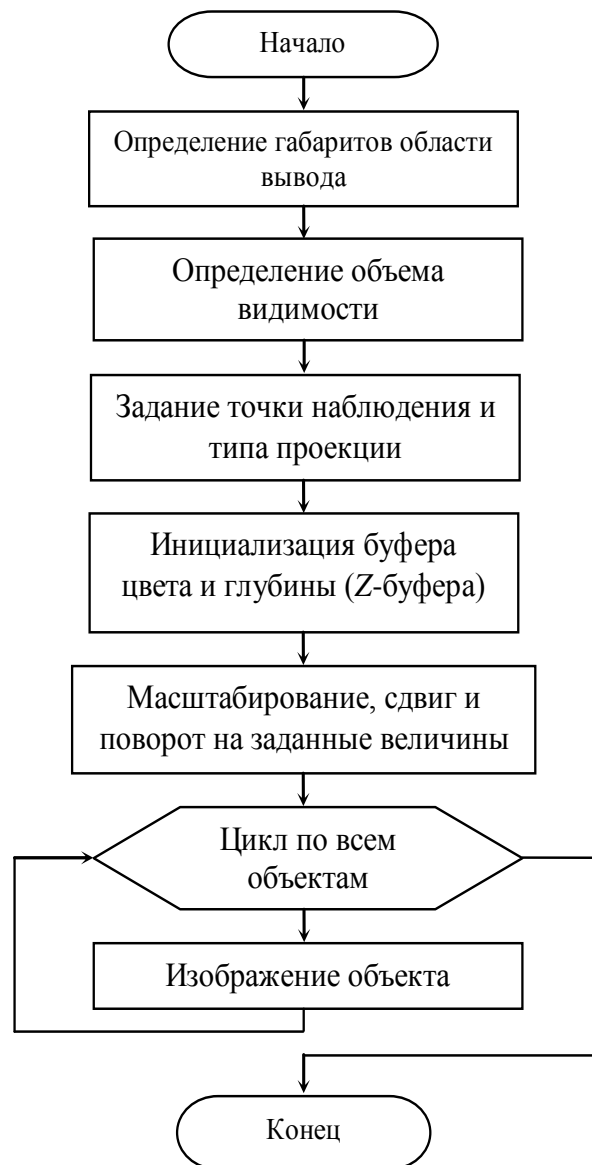 Начало
Определение габаритов области
вывода
Определение объема
видимости
Задание точки наблюдения и
типа проекции
Инициализация буфера
цвета и глубины (Z-буфера)
Масштабирование, сдвиг и
поворот на заданные величины
Цикл по всем
объектам
Изображение объекта
Конец